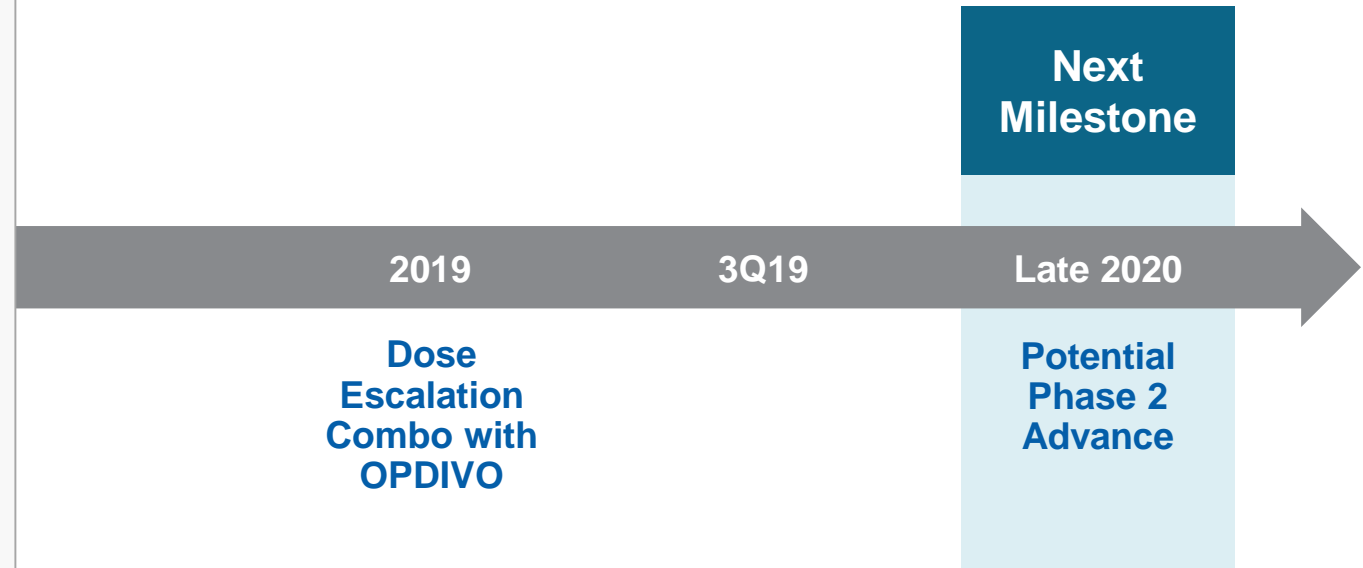 Next
Milestone
2019
3Q19
Late 2020
Dose
Escalation
Combo with
OPDIVO
Potential
Phase 2
Advance